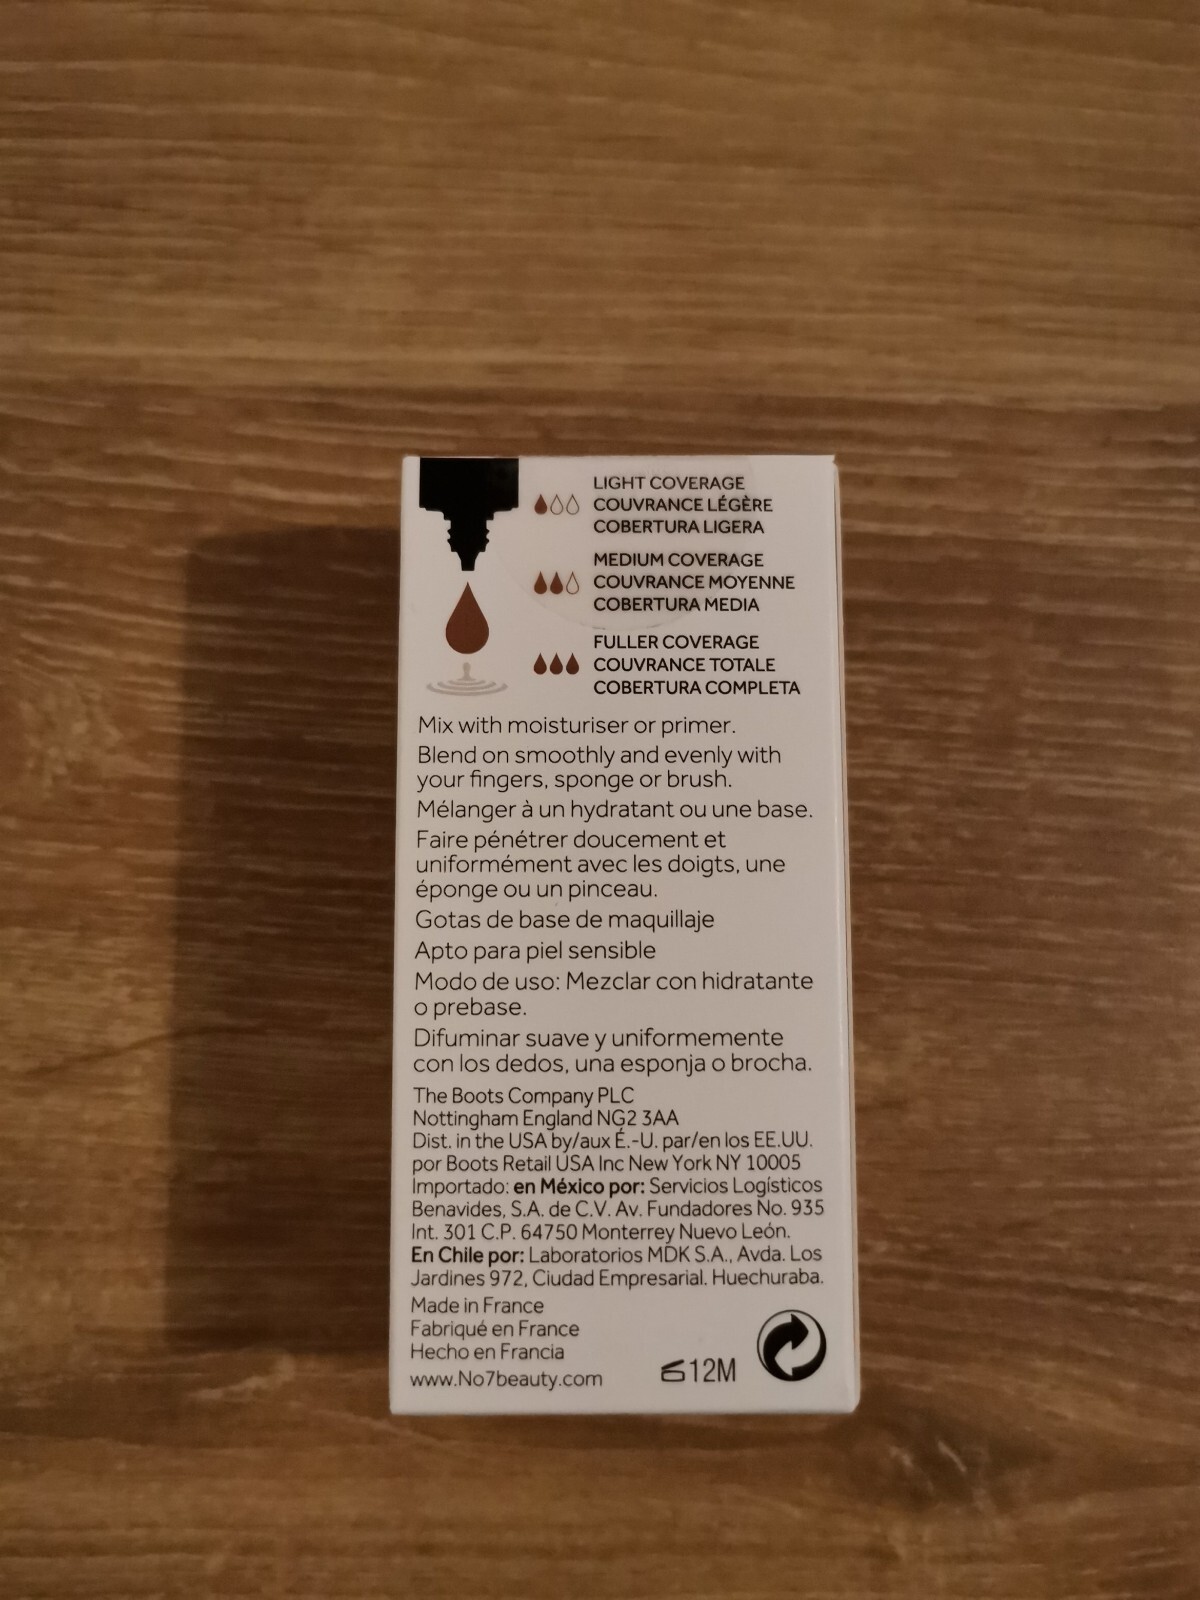 LIGHT COVERAGE
COUVRANCE LÉGÈRE
COBERTURA LIGERA
MEDIUM COVERAGE
COUVRANCE MOYENNE
COBERTURA MEDIA
FULLER COVERAGE
COUVRANCE TOTALE
COBERTURA COMPLETA
Mix with moisturiser or primer.
Blend on smoothly and evenly with
your fingers, sponge or brush.
Mélanger à un hydratant ou une base.
Faire pénétrer doucement et
uniformément avec les doigts, une
éponge ou un pinceau.
Gotas de base de maquillaje
Apto para piel sensible
Modo de uso: Mezclar con hidratante
o prebase.
Difuminar suave y uniformemente
con los dedos, una esponja o brocha.
The Boots Company PLC
Nottingham England NG2 3AA
Dist. in the USA by/aux É.-U. par/en los EE.UU.
por Boots Retail USA Inc New York NY 10005
Importado: en México por: Servicios Logísticos
Benavides, S.A. de C.V. Av. Fundadores No. 935
Int. 301 C.P. 64750 Monterrey Nuevo León.
En Chile por: Laboratorios MDK S.A., Avda. Los
Jardines 972, Ciudad Empresarial. Huechuraba.
Made in France
Fabriqué en France
Hecho en Francia
www.No7beauty.com
12M